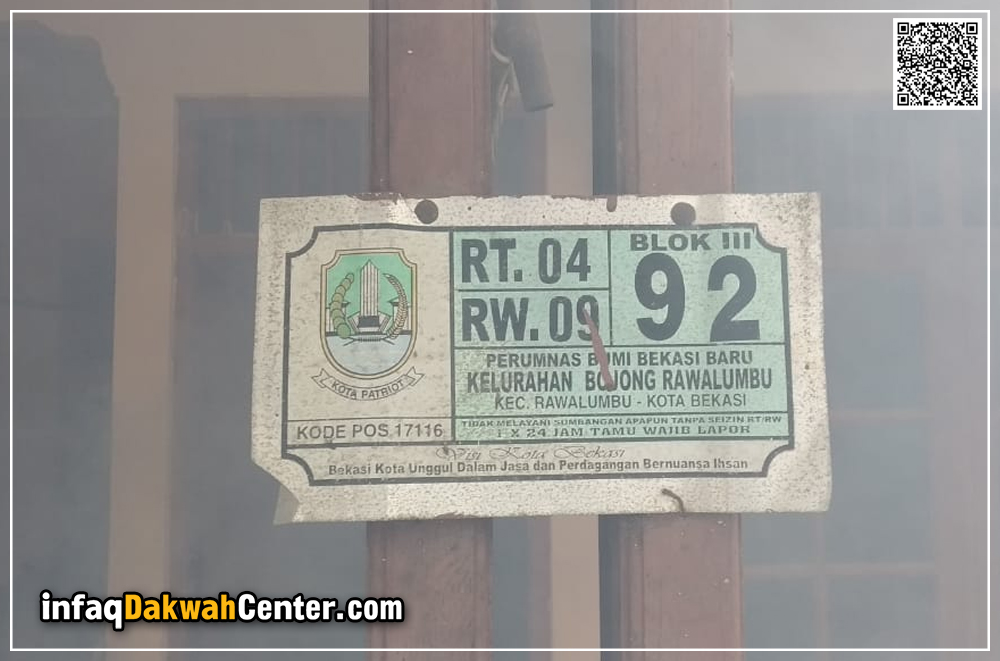 RT. 04
RW. 09
BLOK III
92
PERUMNAS BUMI BEKASI BARU
KELURAHAN BOJONG RAWALUMBU
KEC. RAWALUMBU - KOTA BEKASI
KOTA PATRIOT
KODE POS 17116
TIDAK MELAYANI SUMBANGAN APAPUN TANPA SEIZIN RT/RW
1 X 24 JAM TAMU WAJIB LAPOR
Visi Kota Bekasi
Bekasi Kota Unggul Dalam Jasa dan Perdagangan Bernuansa Ihsan
infaqDakwahCenter.com